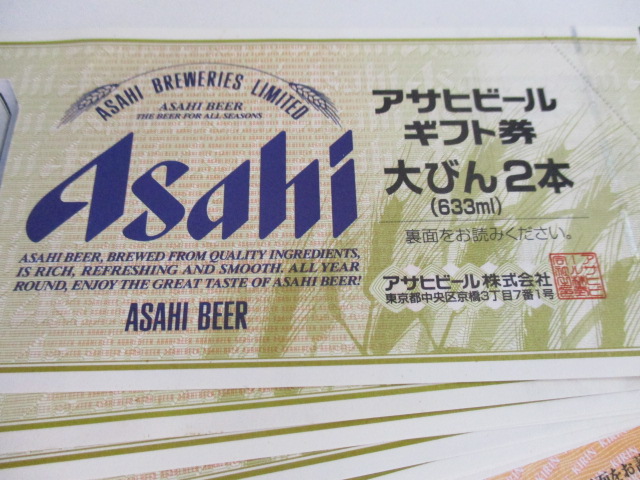 ASAHI BREWERIES LIMITED
ASAHI BEER
THE BEER FOR ALL SEASONS
Asahi
ASAHI BEER, BREWED FROM QUALITY INGREDIENTS,
IS RICH, REFRESHING AND SMOOTH. ALL YEAR
ROUND, ENJOY THE GREAT TASTE OF ASAHI BEER!
ASAHI BEER
アサヒビール
ギフト券
大びん2本
(633ml)
裏面をお読みください。
アサヒビール株式会社
東京都中央区京橋3丁目7番1号